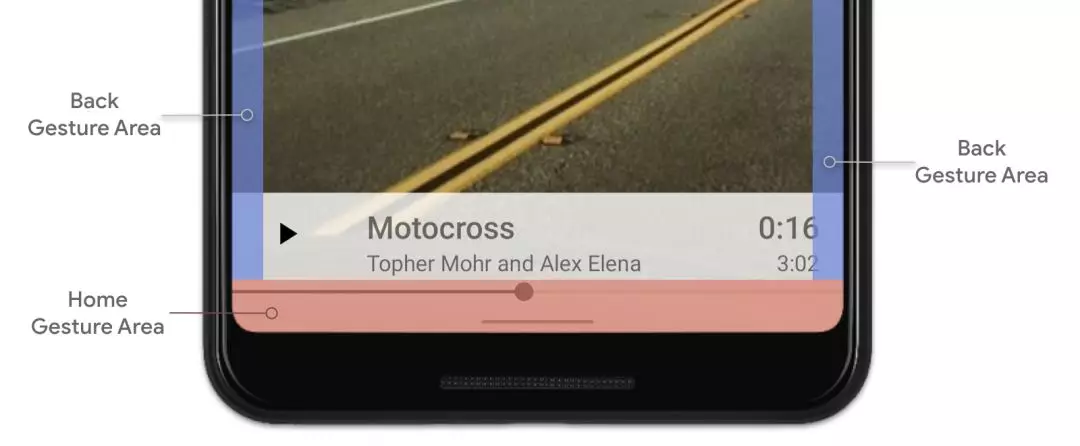 Back
Gesture Area
Back
Gesture Area
Motocross
0:16
Topher Mohr and Alex Elena
3:02
Home
Gesture Area